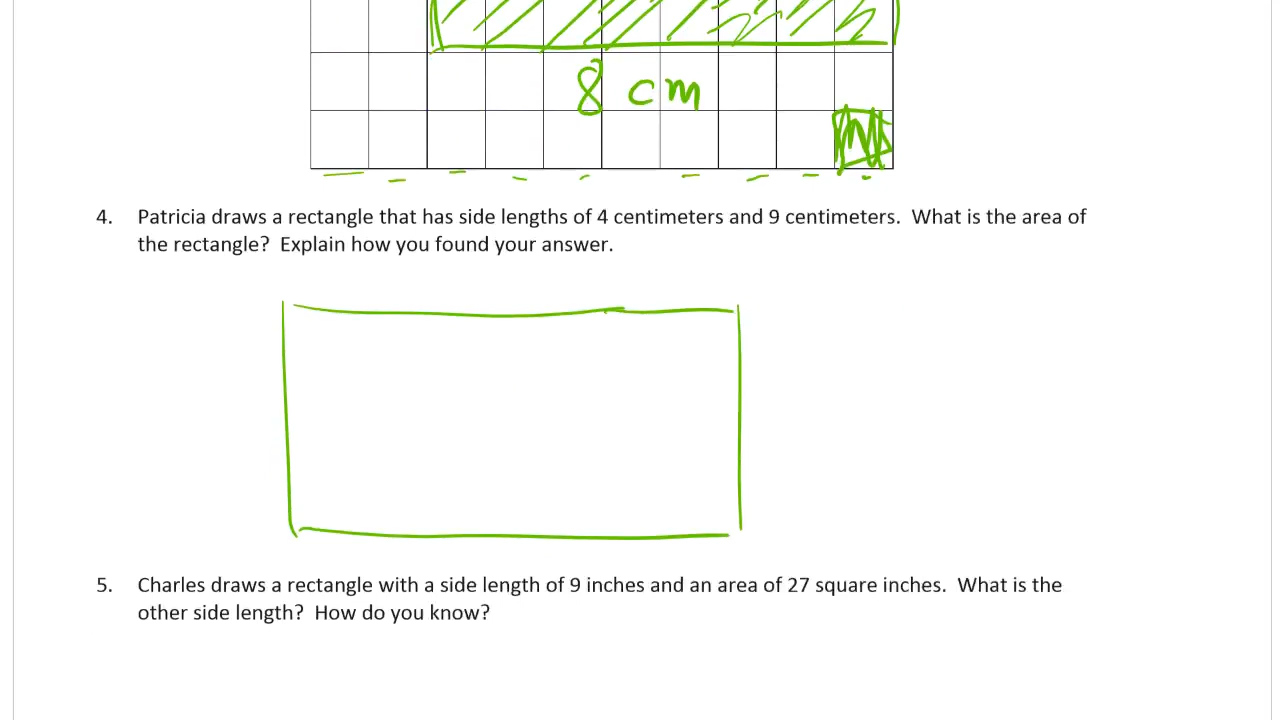 8 cm
4. Patricia draws a rectangle that has side lengths of 4 centimeters and 9 centimeters. What is the area of
the rectangle? Explain how you found your answer.
5. Charles draws a rectangle with a side length of 9 inches and an area of 27 square inches. What is the
other side length? How do you know?